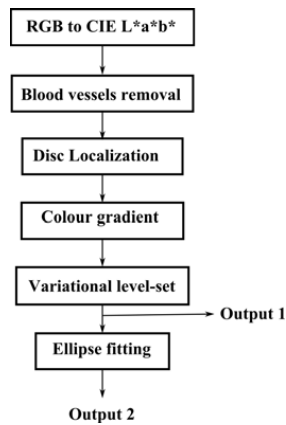 RGB to CIE L*a*b*
Blood vessels removal
Disc Localization
Colour gradient
Variational level-set
Output 1
Ellipse fitting
Output 2